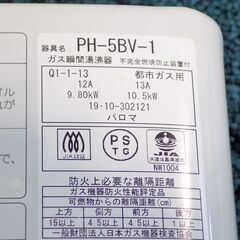 器具名 PH-5BV-1
ガス瞬間湯沸器 不完全燃焼防止装置付
Q1-1-13 都市ガス用
12A 13A
9.80kW 10.5kW
19・10-302121
パロマ
JIA認証
PS
TG
NW1004
防火上必要な離隔距離
ガス機器防火性能評定品
可燃物からの離隔距離(cm)
上方 側方 前方 後方
15以上 4.5以上 4.5以上
一般財団法人日本ガス機器検査協会